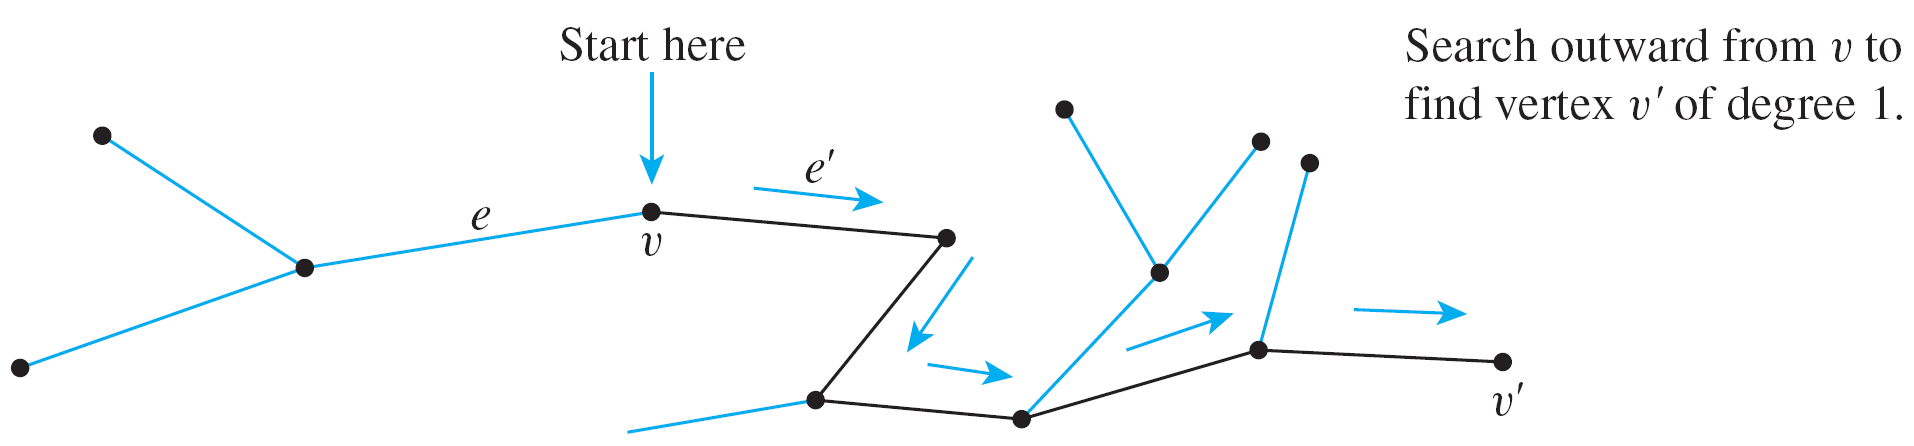 Start here
Search outward from v to
find vertex v′ of degree 1.
e′
e
v
v′